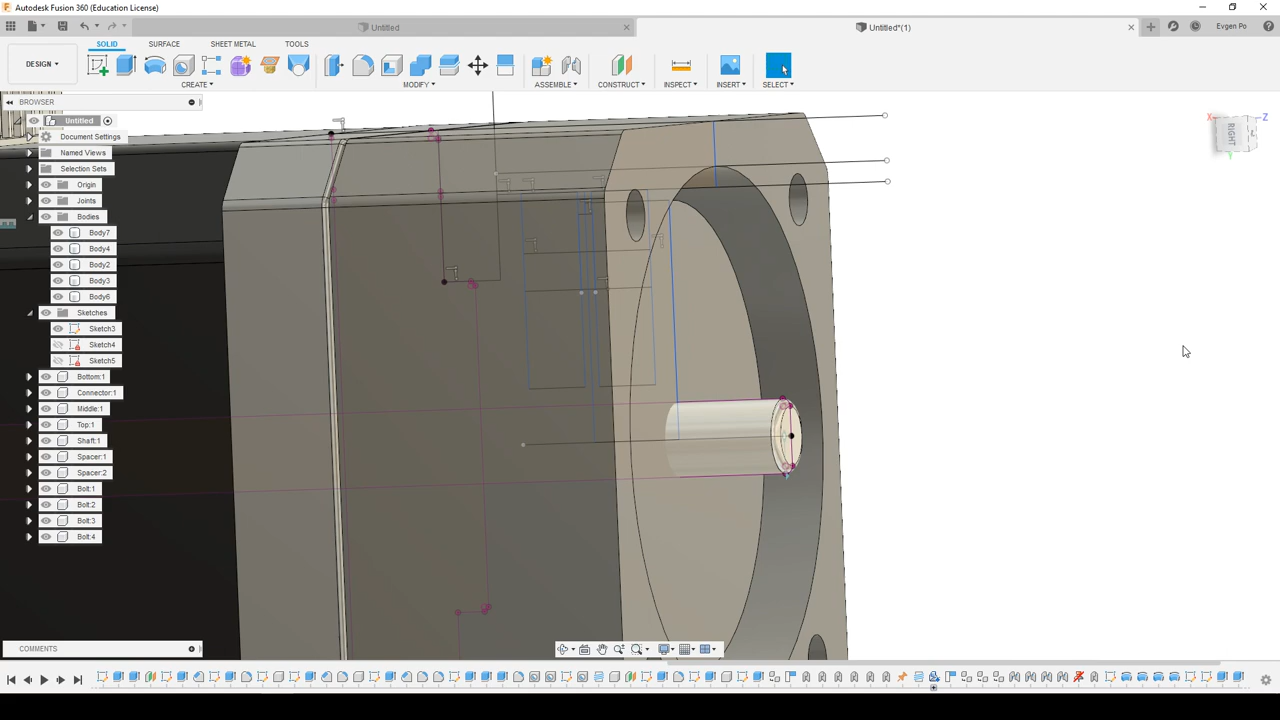 Autodesk Fusion 360 (Education License)
Untitled
Untitled*(1)
Evgen Po
DESIGN
SOLID
SURFACE
SHEET METAL
TOOLS
CREATE
MODIFY
ASSEMBLE
CONSTRUCT
INSPECT
INSERT
SELECT
BROWSER
Untitled
Document Settings
Named Views
Selection Sets
Origin
Joints
Bodies
Body7
Body4
Body2
Body3
Body6
Sketches
Sketch3
Sketch4
Sketch5
Bottom:1
Connector:1
Middle:1
Top:1
Shaft:1
Spacer:1
Spacer:2
Bolt:1
Bolt:2
Bolt:3
Bolt:4
X
RIGHT
Z
Y
COMMENTS